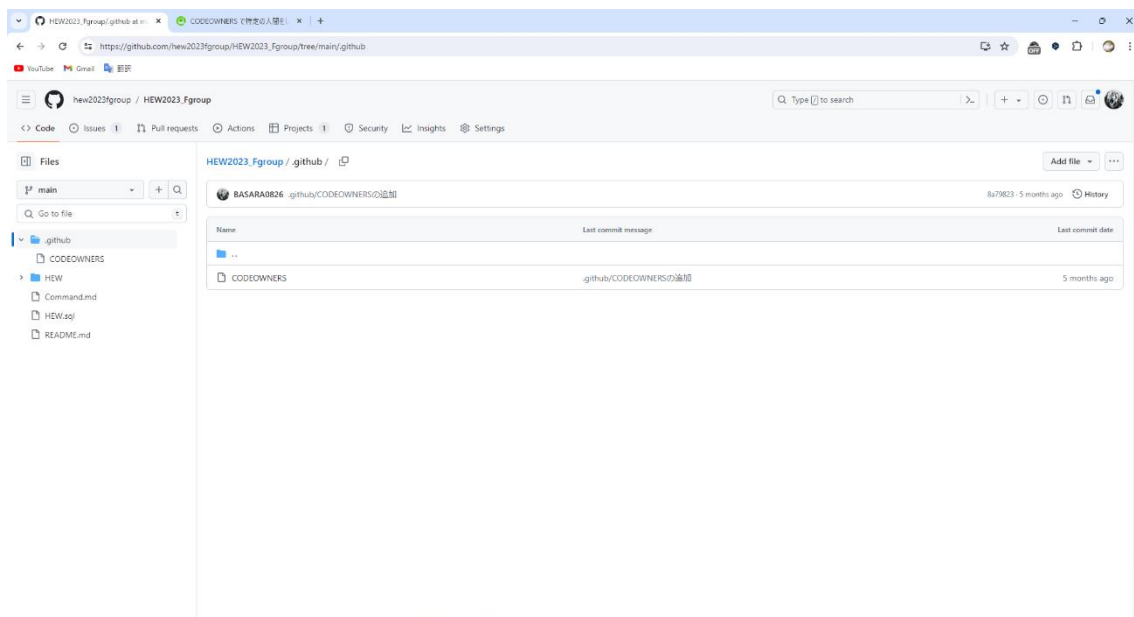 HEW2023_Fgroup/.github at m
CODEOWNERS で特定の人間を
https://github.com/hew2023fgroup/HEW2023_Fgroup/tree/main/.github
OFF
YouTube Gmail 翻訳
hew2023fgroup / HEW2023_Fgroup
Type / to search
Code Issues 1 Pull requests Actions Projects 1 Security Insights Settings
Files
main
Go to file t
.github
CODEOWNERS
HEW
Command.md
HEW.sql
README.md
HEW2023_Fgroup / .github /
Add file
BASARA0826 .github/CODEOWNERSの追加
8a79823 · 5 months ago History
Name Last commit message Last commit date
..
CODEOWNERS .github/CODEOWNERSの追加 5 months ago